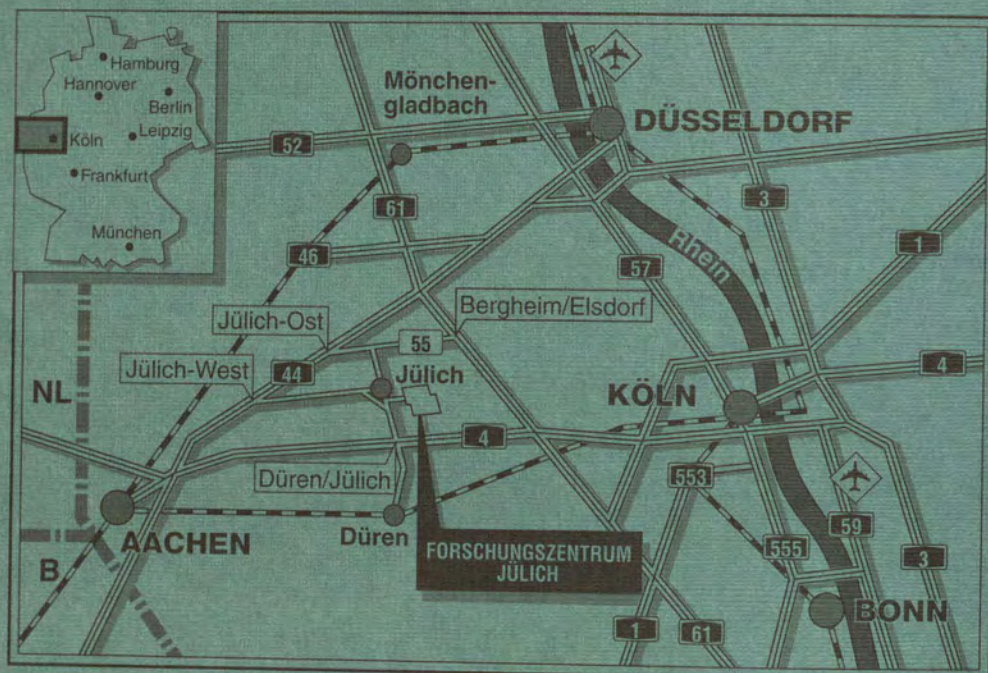 Hamburg
Hannover
Berlin
Köln
Leipzig
Frankfurt
München
Mönchen-
gladbach
DÜSSELDORF
52
61
3
1
46
57
Rhein
Jülich-Ost
Bergheim/Elsdorf
55
Jülich-West
44
Jülich
NL
KÖLN
4
4
Düren/Jülich
553
AACHEN
Düren
59
B
FORSCHUNGSZENTRUM
JÜLICH
555
3
BONN
1
61